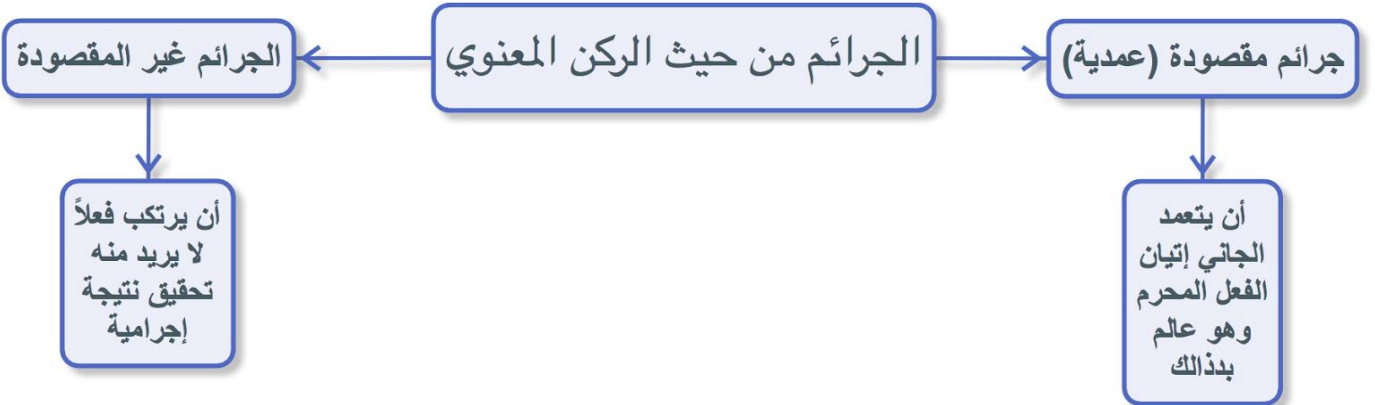 الجرائم من حيث الركن المعنوي
جرائم مقصودة (عمدية)
أن يتعمد
الجاني إتيان
الفعل المحرم
وهو عالم
بدذالك
الجرائم غير المقصودة
أن يرتكب فعلاً
لا يريد منه
تحقيق نتيجة
إجرامية